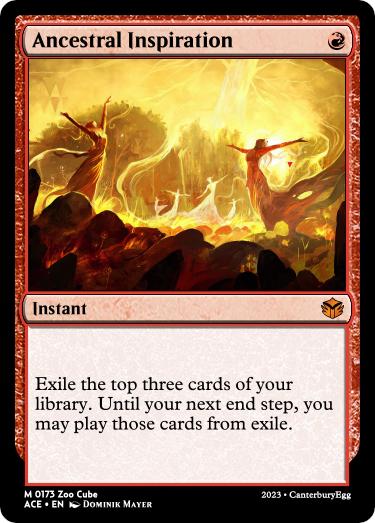 Ancestral Inspiration
Instant
Exile the top three cards of your
library. Until your next end step, you
may play those cards from exile.
M 0173 Zoo Cube
ACE • EN Dominik Mayer
2023 • CanterburyEgg